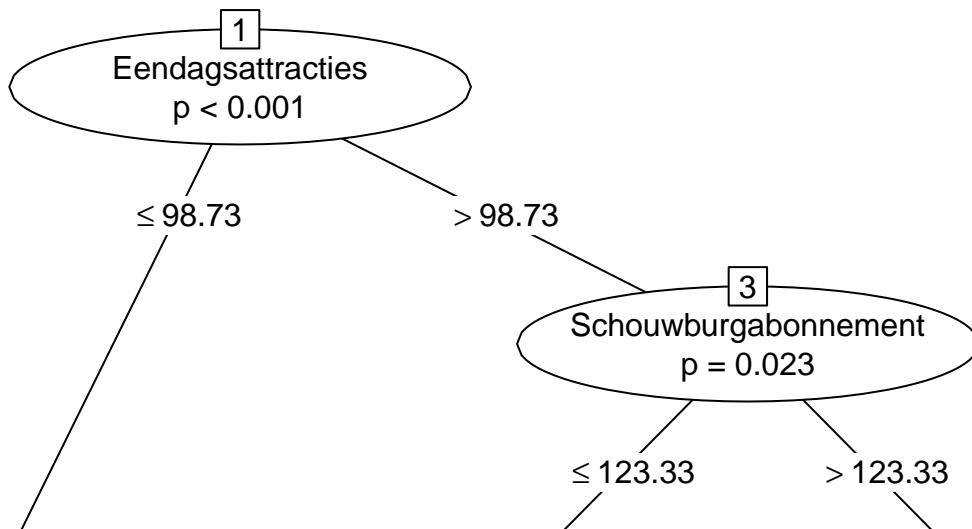 1
Eendagsattracties
p < 0.001
≤ 98.73
> 98.73
3
Schouwburgabonnement
p = 0.023
≤ 123.33
> 123.33